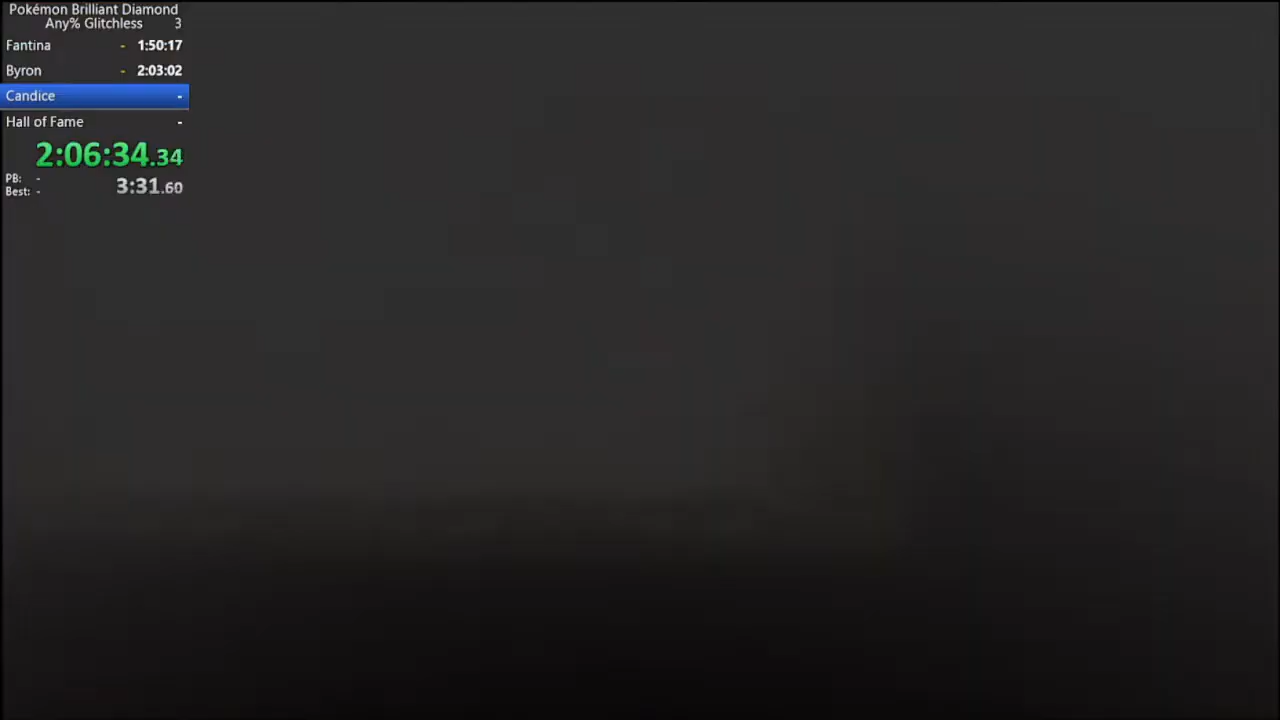 Pokémon Brilliant Diamond
Any% Glitchless 3
Fantina - 1:50:17
Byron - 2:03:02
Candice -
Hall of Fame -
2:06:34.34
PB: - 3:31.60
Best: -